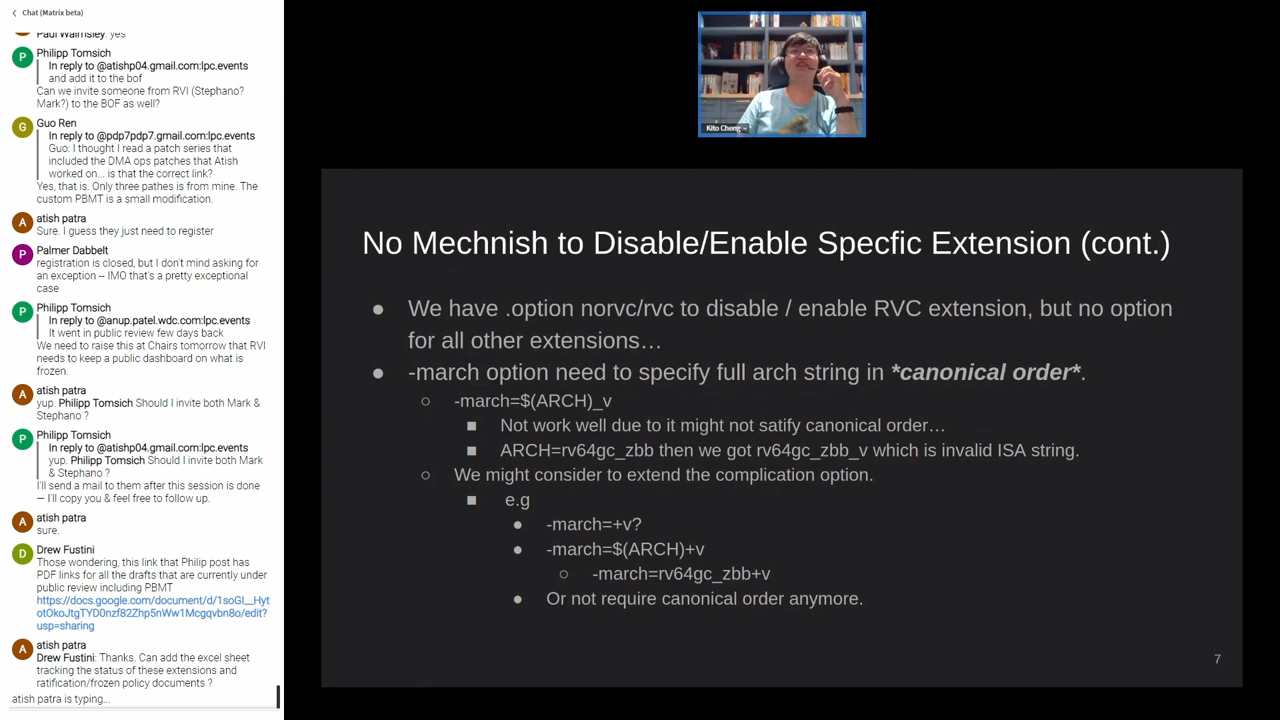 Chat (Matrix beta)
Paul Walmsley: yes
Philipp Tomsich
In reply to @atishp04.gmail.com:lpc.events
and add it to the bof
Can we invite someone from RVI (Stephano?
Mark?) to the BOF as well?
Guo Ren
In reply to @pdp7pdp7.gmail.com:lpc.events
Guo: I thought I read a patch series that
included the DMA ops patches that Atish
worked on... is that the correct link?
Yes, that is. Only three pathes is from mine. The
custom PBMT is a small modification.
atish patra
Sure. I guess they just need to register
Palmer Dabbelt
registration is closed, but I don't mind asking for
an exception -- IMO that's a pretty exceptional
case
Philipp Tomsich
In reply to @anup.patel.wdc.com:lpc.events
It went in public review few days back
We need to raise this at Chairs tomorrow that RVI
needs to keep a public dashboard on what is
frozen.
atish patra
yup. Philipp Tomsich Should I invite both Mark &
Stephano ?
Philipp Tomsich
In reply to @atishp04.gmail.com:lpc.events
yup. Philipp Tomsich Should I invite both Mark
& Stephano ?
I'll send a mail to them after this session is done
— I'll copy you & feel free to follow up.
atish patra
sure.
Drew Fustini
Those wondering, this link that Philip post has
PDF links for all the drafts that are currently under
public review including PBMT
https://docs.google.com/document/d/1soGI__Hyt
otOkoJtgTYD0nzf82Zhp5nWw1Mcgqvbn8o/edit?
usp=sharing
atish patra
Drew Fustini: Thanks. Can add the excel sheet
tracking the status of these extensions and
ratification/frozen policy documents ?
atish patra is typing...
Kito Cheng
No Mechnish to Disable/Enable Specfic Extension (cont.)
● We have .option norvc/rvc to disable / enable RVC extension, but no option
for all other extensions…
● -march option need to specify full arch string in *canonical order*.
○ -march=$(ARCH)_v
■ Not work well due to it might not satify canonical order…
■ ARCH=rv64gc_zbb then we got rv64gc_zbb_v which is invalid ISA string.
○ We might consider to extend the complication option.
■ e.g
● -march=+v?
● -march=$(ARCH)+v
○ -march=rv64gc_zbb+v
● Or not require canonical order anymore.
7